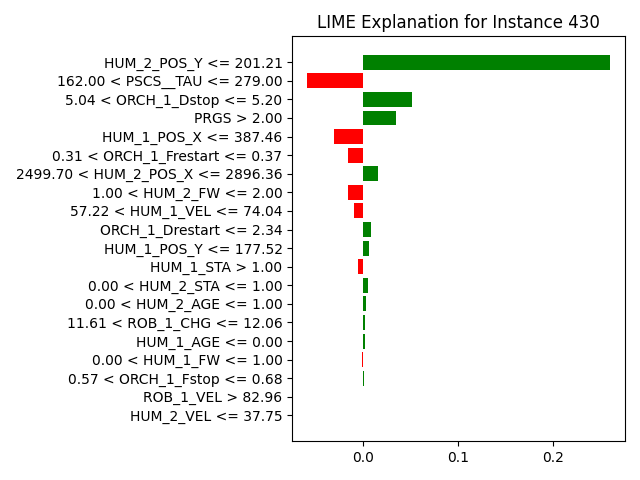 LIME Explanation for Instance 430
HUM_2_POS_Y <= 201.21
162.00 < PSCS__TAU <= 279.00
5.04 < ORCH_1_Dstop <= 5.20
PRGS > 2.00
HUM_1_POS_X <= 387.46
0.31 < ORCH_1_Frestart <= 0.37
2499.70 < HUM_2_POS_X <= 2896.36
1.00 < HUM_2_FW <= 2.00
57.22 < HUM_1_VEL <= 74.04
ORCH_1_Drestart <= 2.34
HUM_1_POS_Y <= 177.52
HUM_1_STA > 1.00
0.00 < HUM_2_STA <= 1.00
0.00 < HUM_2_AGE <= 1.00
11.61 < ROB_1_CHG <= 12.06
HUM_1_AGE <= 0.00
0.00 < HUM_1_FW <= 1.00
0.57 < ORCH_1_Fstop <= 0.68
ROB_1_VEL > 82.96
HUM_2_VEL <= 37.75
0.0 0.1 0.2